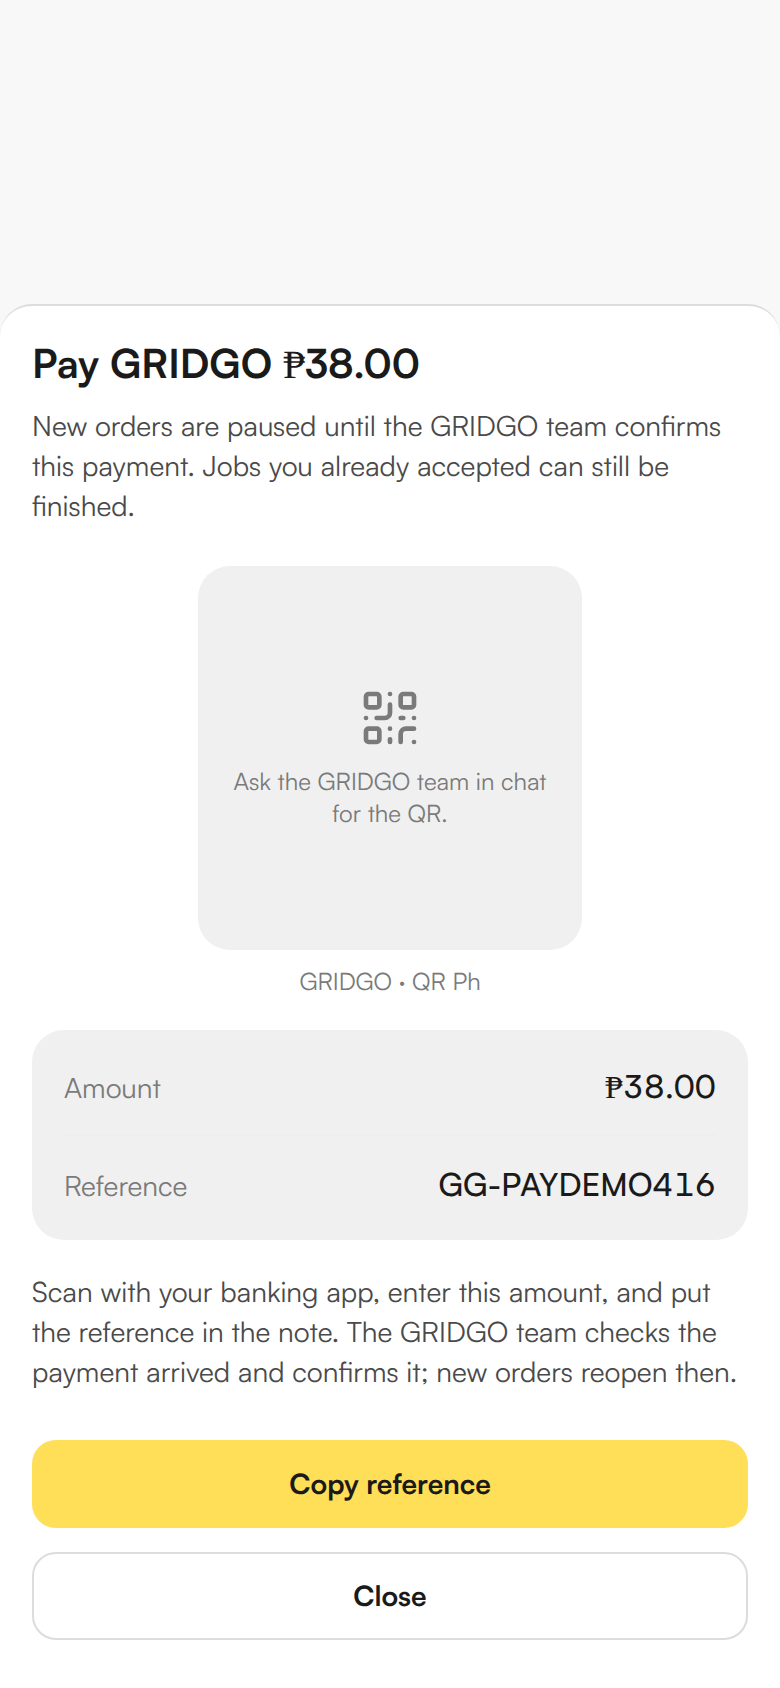 Pay GRIDGO ₱38.00
New orders are paused until the GRIDGO team confirms
this payment. Jobs you already accepted can still be
finished.
Ask the GRIDGO team in chat
for the QR.
GRIDGO • QR Ph
Amount ₱38.00
Reference GG-PAYDEMO416
Scan with your banking app, enter this amount, and put
the reference in the note. The GRIDGO team checks the
payment arrived and confirms it; new orders reopen then.
Copy reference
Close